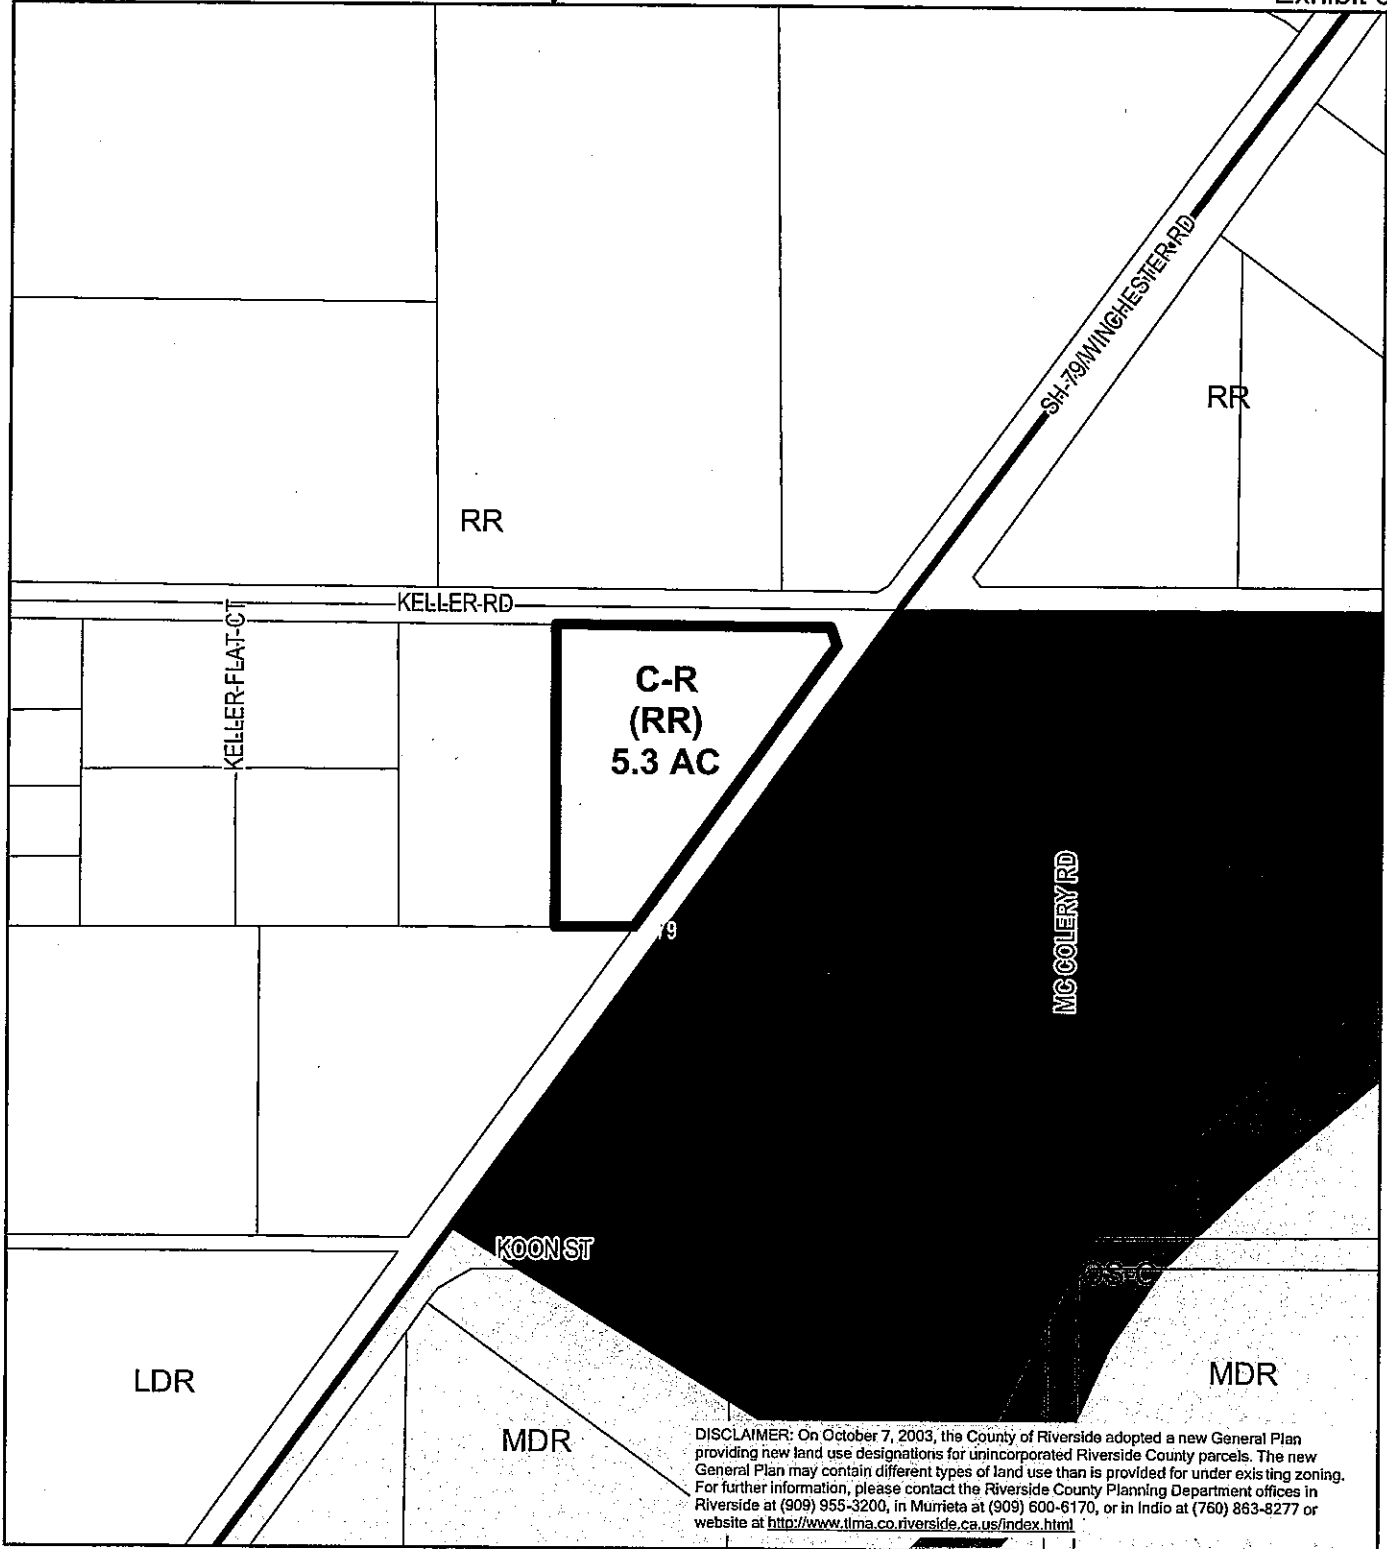 SH-79/WINCHESTER RD
RR
RR
KELLER RD
KELLER FLAT CT
C-R
(RR)
5.3 AC
79
MC COLERY RD
KOON ST
OS-C
LDR
MDR
MDR
DISCLAIMER: On October 7, 2003, the County of Riverside adopted a new General Plan
providing new land use designations for unincorporated Riverside County parcels. The new
General Plan may contain different types of land use than is provided for under existing zoning.
For further information, please contact the Riverside County Planning Department offices in
Riverside at (909) 955-3200, in Murrieta at (909) 600-6170, or in Indio at (760) 863-8277 or
website at http://www.tlma.co.riverside.ca.us/index.html